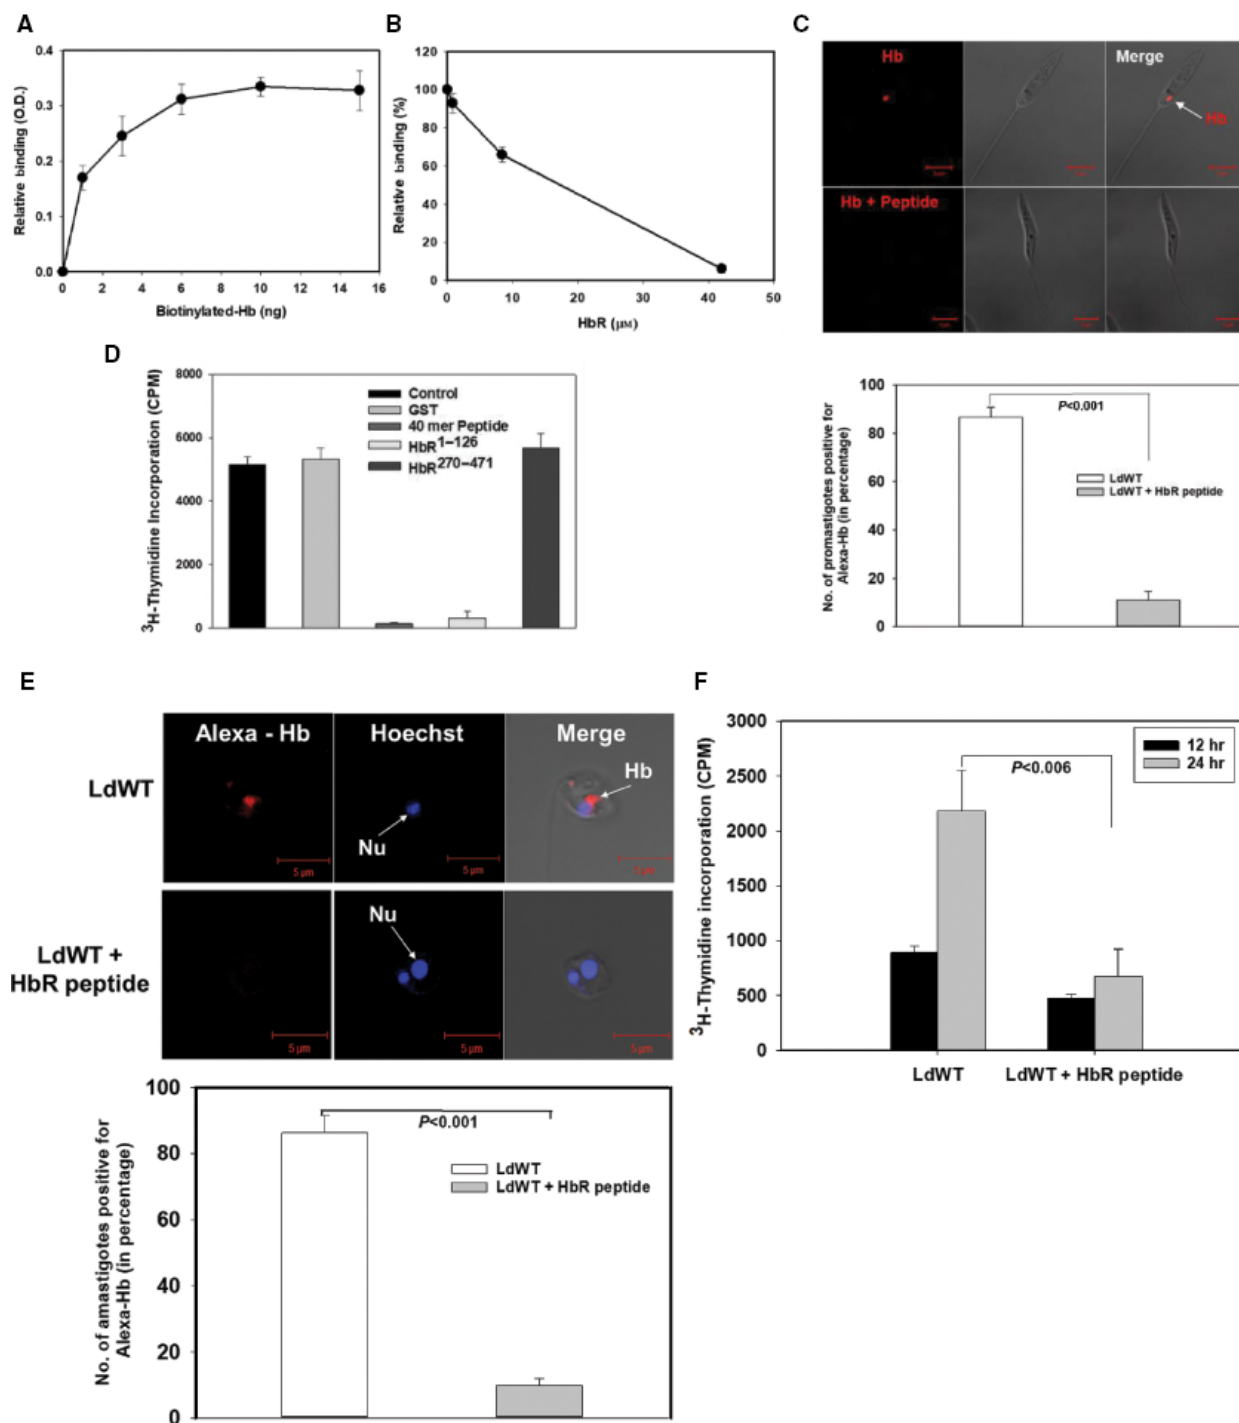 A
Relative binding (O.D.)
0.4
0.3
0.2
0.1
0.0
0 2 4 6 8 10 12 14 16
Biotinylated-Hb (ng)
B
Relative binding (%)
120
100
80
60
40
20
0
0 10 20 30 40 50
HbR (µM)
C
Hb
Merge
Hb
Hb + Peptide
No. of promastigotes positive for
Alexa-Hb (in percentage)
100
80
60
40
20
0
P<0.001
LdWT
LdWT + HbR peptide
D
³H-Thymidine Incorporation (CPM)
8000
6000
4000
2000
0
Control
GST
40 mer Peptide
HbR¹⁻¹²⁶
HbR²⁷⁰⁻⁴⁷¹
E
Alexa - Hb
Hoechst
Merge
LdWT
Nu
Hb
5 µm
5 µm
5 µm
LdWT +
HbR peptide
Nu
5 µm
5 µm
5 µm
No. of amastigotes positive for
Alexa-Hb (in percentage)
100
80
60
40
20
0
P<0.001
LdWT
LdWT + HbR peptide
F
³H-Thymidine incorporation (CPM)
3000
2500
2000
1500
1000
500
0
12 hr
24 hr
P<0.006
LdWT
LdWT + HbR peptide